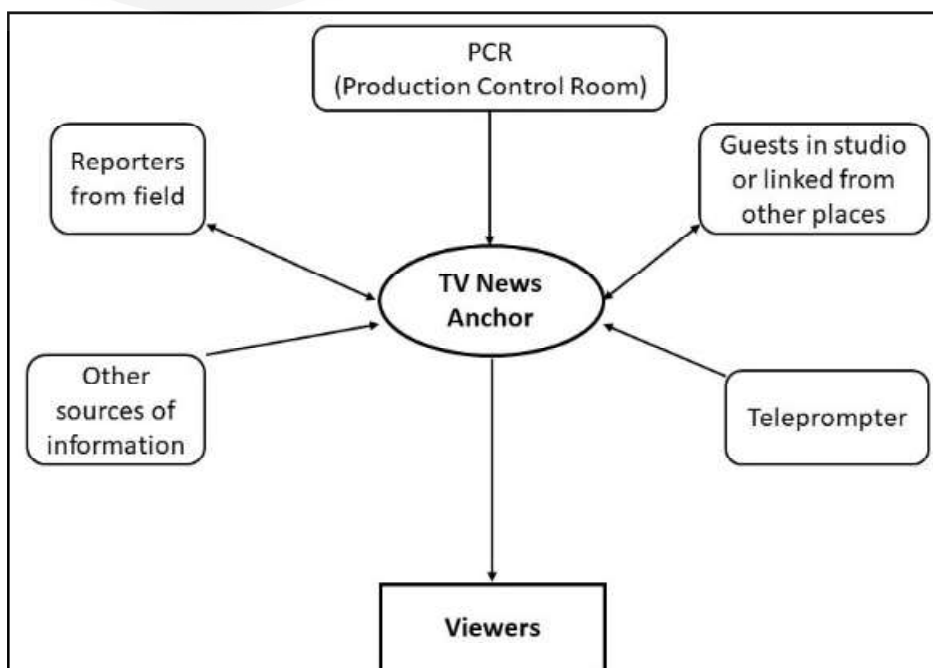 PCR
(Production Control Room)
Reporters
from field
Guests in studio
or linked from
other places
TV News
Anchor
Other
sources of
information
Teleprompter
Viewers